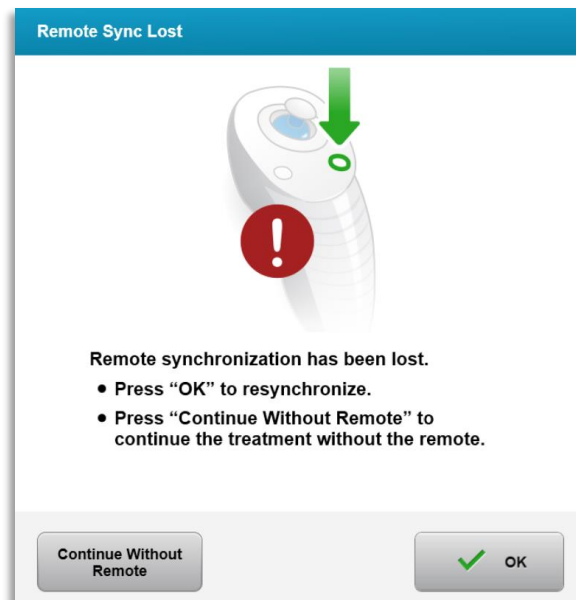 Remote Sync Lost
Remote synchronization has been lost.
• Press “OK” to resynchronize.
• Press “Continue Without Remote” to
continue the treatment without the remote.
Continue Without
Remote
OK